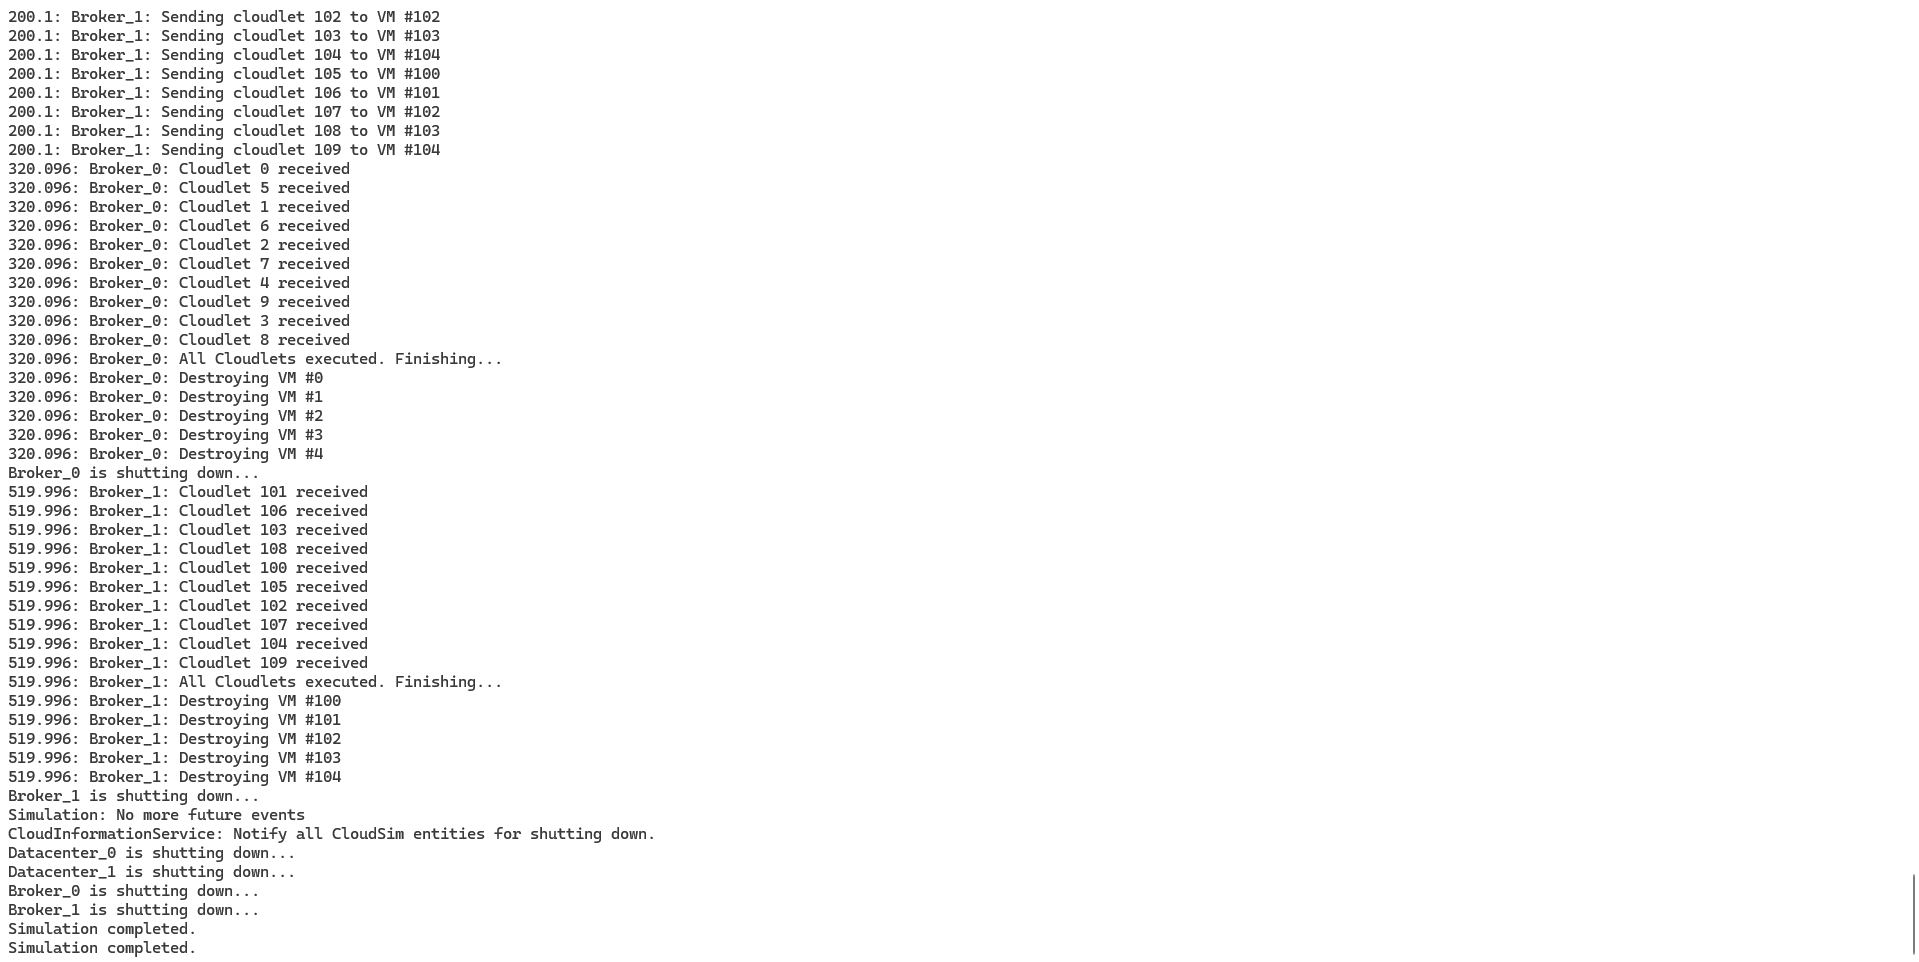 200.1: Broker_1: Sending cloudlet 102 to VM #102
200.1: Broker_1: Sending cloudlet 103 to VM #103
200.1: Broker_1: Sending cloudlet 104 to VM #104
200.1: Broker_1: Sending cloudlet 105 to VM #100
200.1: Broker_1: Sending cloudlet 106 to VM #101
200.1: Broker_1: Sending cloudlet 107 to VM #102
200.1: Broker_1: Sending cloudlet 108 to VM #103
200.1: Broker_1: Sending cloudlet 109 to VM #104
320.096: Broker_0: Cloudlet 0 received
320.096: Broker_0: Cloudlet 5 received
320.096: Broker_0: Cloudlet 1 received
320.096: Broker_0: Cloudlet 6 received
320.096: Broker_0: Cloudlet 2 received
320.096: Broker_0: Cloudlet 7 received
320.096: Broker_0: Cloudlet 4 received
320.096: Broker_0: Cloudlet 9 received
320.096: Broker_0: Cloudlet 3 received
320.096: Broker_0: Cloudlet 8 received
320.096: Broker_0: All Cloudlets executed. Finishing...
320.096: Broker_0: Destroying VM #0
320.096: Broker_0: Destroying VM #1
320.096: Broker_0: Destroying VM #2
320.096: Broker_0: Destroying VM #3
320.096: Broker_0: Destroying VM #4
Broker_0 is shutting down...
519.996: Broker_1: Cloudlet 101 received
519.996: Broker_1: Cloudlet 106 received
519.996: Broker_1: Cloudlet 103 received
519.996: Broker_1: Cloudlet 108 received
519.996: Broker_1: Cloudlet 100 received
519.996: Broker_1: Cloudlet 105 received
519.996: Broker_1: Cloudlet 102 received
519.996: Broker_1: Cloudlet 107 received
519.996: Broker_1: Cloudlet 104 received
519.996: Broker_1: Cloudlet 109 received
519.996: Broker_1: All Cloudlets executed. Finishing...
519.996: Broker_1: Destroying VM #100
519.996: Broker_1: Destroying VM #101
519.996: Broker_1: Destroying VM #102
519.996: Broker_1: Destroying VM #103
519.996: Broker_1: Destroying VM #104
Broker_1 is shutting down...
Simulation: No more future events
CloudInformationService: Notify all CloudSim entities for shutting down.
Datacenter_0 is shutting down...
Datacenter_1 is shutting down...
Broker_0 is shutting down...
Broker_1 is shutting down...
Simulation completed.
Simulation completed.